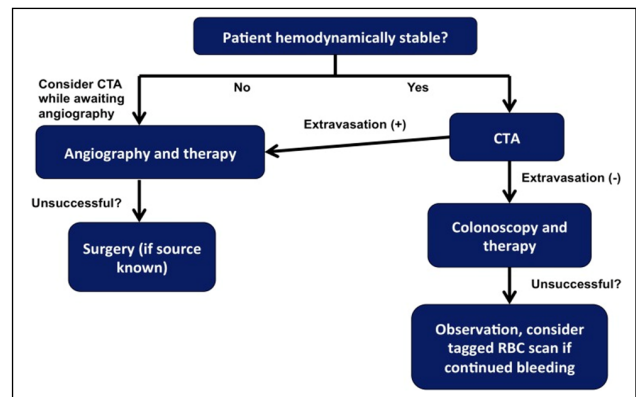 Patient hemodynamically stable?
Consider CTA
while awaiting
angiography
No
Yes
Extravasation (+)
Angiography and therapy
CTA
Unsuccessful?
Extravasation (-)
Surgery (if source
known)
Colonoscopy and
therapy
Unsuccessful?
Observation, consider
tagged RBC scan if
continued bleeding